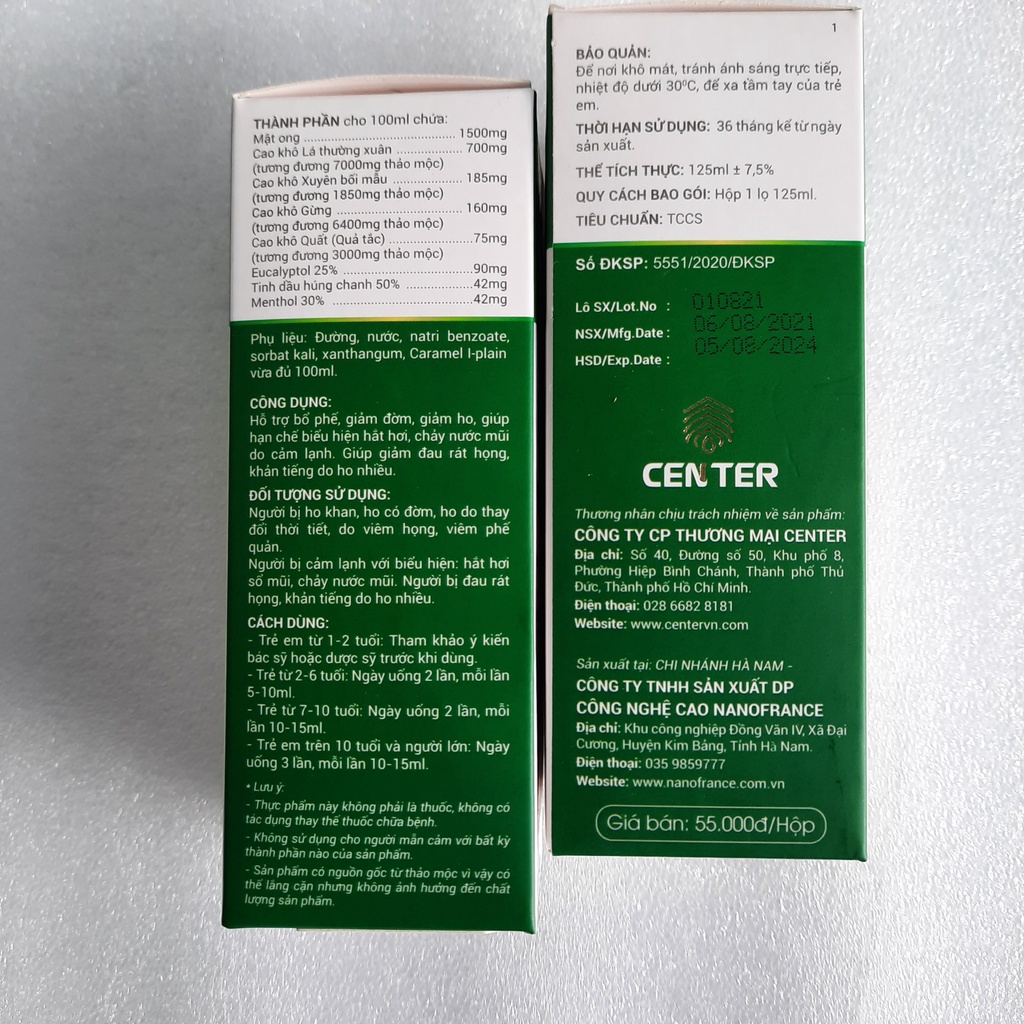 THÀNH PHẦN cho 100ml chứa:
Mật ong ........ 1500mg
Cao khô Lá thường xuân ........ 700mg
(tương đương 7000mg thảo mộc)
Cao khô Xuyên bối mẫu ........ 185mg
(tương đương 1850mg thảo mộc)
Cao khô Gừng ........ 160mg
(tương đương 6400mg thảo mộc)
Cao khô Quất (Quả tắc) ........ 75mg
(tương đương 3000mg thảo mộc)
Eucalyptol 25% ........ 90mg
Tinh dầu húng chanh 50% ........ 42mg
Menthol 30% ........ 42mg
Phụ liệu: Đường, nước, natri benzoate,
sorbat kali, xanthangum, Caramel I-plain
vừa đủ 100ml.
CÔNG DỤNG:
Hỗ trợ bổ phế, giảm đờm, giảm ho, giúp
hạn chế biểu hiện hắt hơi, chảy nước mũi
do cảm lạnh. Giúp giảm đau rát họng,
khản tiếng do ho nhiều.
ĐỐI TƯỢNG SỬ DỤNG:
Người bị ho khan, ho có đờm, ho do thay
đổi thời tiết, do viêm họng, viêm phế
quản.
Người bị cảm lạnh với biểu hiện: hắt hơi
sổ mũi, chảy nước mũi. Người bị đau rát
họng, khản tiếng do ho nhiều.
CÁCH DÙNG:
- Trẻ em từ 1-2 tuổi: Tham khảo ý kiến
bác sỹ hoặc dược sỹ trước khi dùng.
- Trẻ từ 2-6 tuổi: Ngày uống 2 lần, mỗi lần
5-10ml.
- Trẻ từ 7-10 tuổi: Ngày uống 2 lần, mỗi
lần 10-15ml.
- Trẻ em trên 10 tuổi và người lớn: Ngày
uống 3 lần, mỗi lần 10-15ml.
* Lưu ý:
- Thực phẩm này không phải là thuốc, không có
tác dụng thay thế thuốc chữa bệnh.
- Không sử dụng cho người mẫn cảm với bất kỳ
thành phần nào của sản phẩm.
- Sản phẩm có nguồn gốc từ thảo mộc vì vậy có
thể lắng cặn nhưng không ảnh hưởng đến chất
lượng sản phẩm.
1
BẢO QUẢN:
Để nơi khô mát, tránh ánh sáng trực tiếp,
nhiệt độ dưới 30⁰C, để xa tầm tay của trẻ
em.
THỜI HẠN SỬ DỤNG: 36 tháng kể từ ngày
sản xuất.
THỂ TÍCH THỰC: 125ml ± 7,5%
QUY CÁCH BAO GÓI: Hộp 1 lọ 125ml.
TIÊU CHUẨN: TCCS
Số ĐKSP: 5551/2020/ĐKSP
Lô SX/Lot.No : 010821
NSX/Mfg.Date : 06/08/2021
HSD/Exp.Date : 05/08/2024
CENTER
Thương nhân chịu trách nhiệm về sản phẩm:
CÔNG TY CP THƯƠNG MẠI CENTER
Địa chỉ: Số 40, Đường số 50, Khu phố 8,
Phường Hiệp Bình Chánh, Thành phố Thủ
Đức, Thành phố Hồ Chí Minh.
Điện thoại: 028 6682 8181
Website: www.centervn.com
Sản xuất tại: CHI NHÁNH HÀ NAM -
CÔNG TY TNHH SẢN XUẤT DP
CÔNG NGHỆ CAO NANOFRANCE
Địa chỉ: Khu công nghiệp Đồng Văn IV, Xã Đại
Cương, Huyện Kim Bảng, Tỉnh Hà Nam.
Điện thoại: 035 9859777
Website: www.nanofrance.com.vn
Giá bán: 55.000đ/Hộp